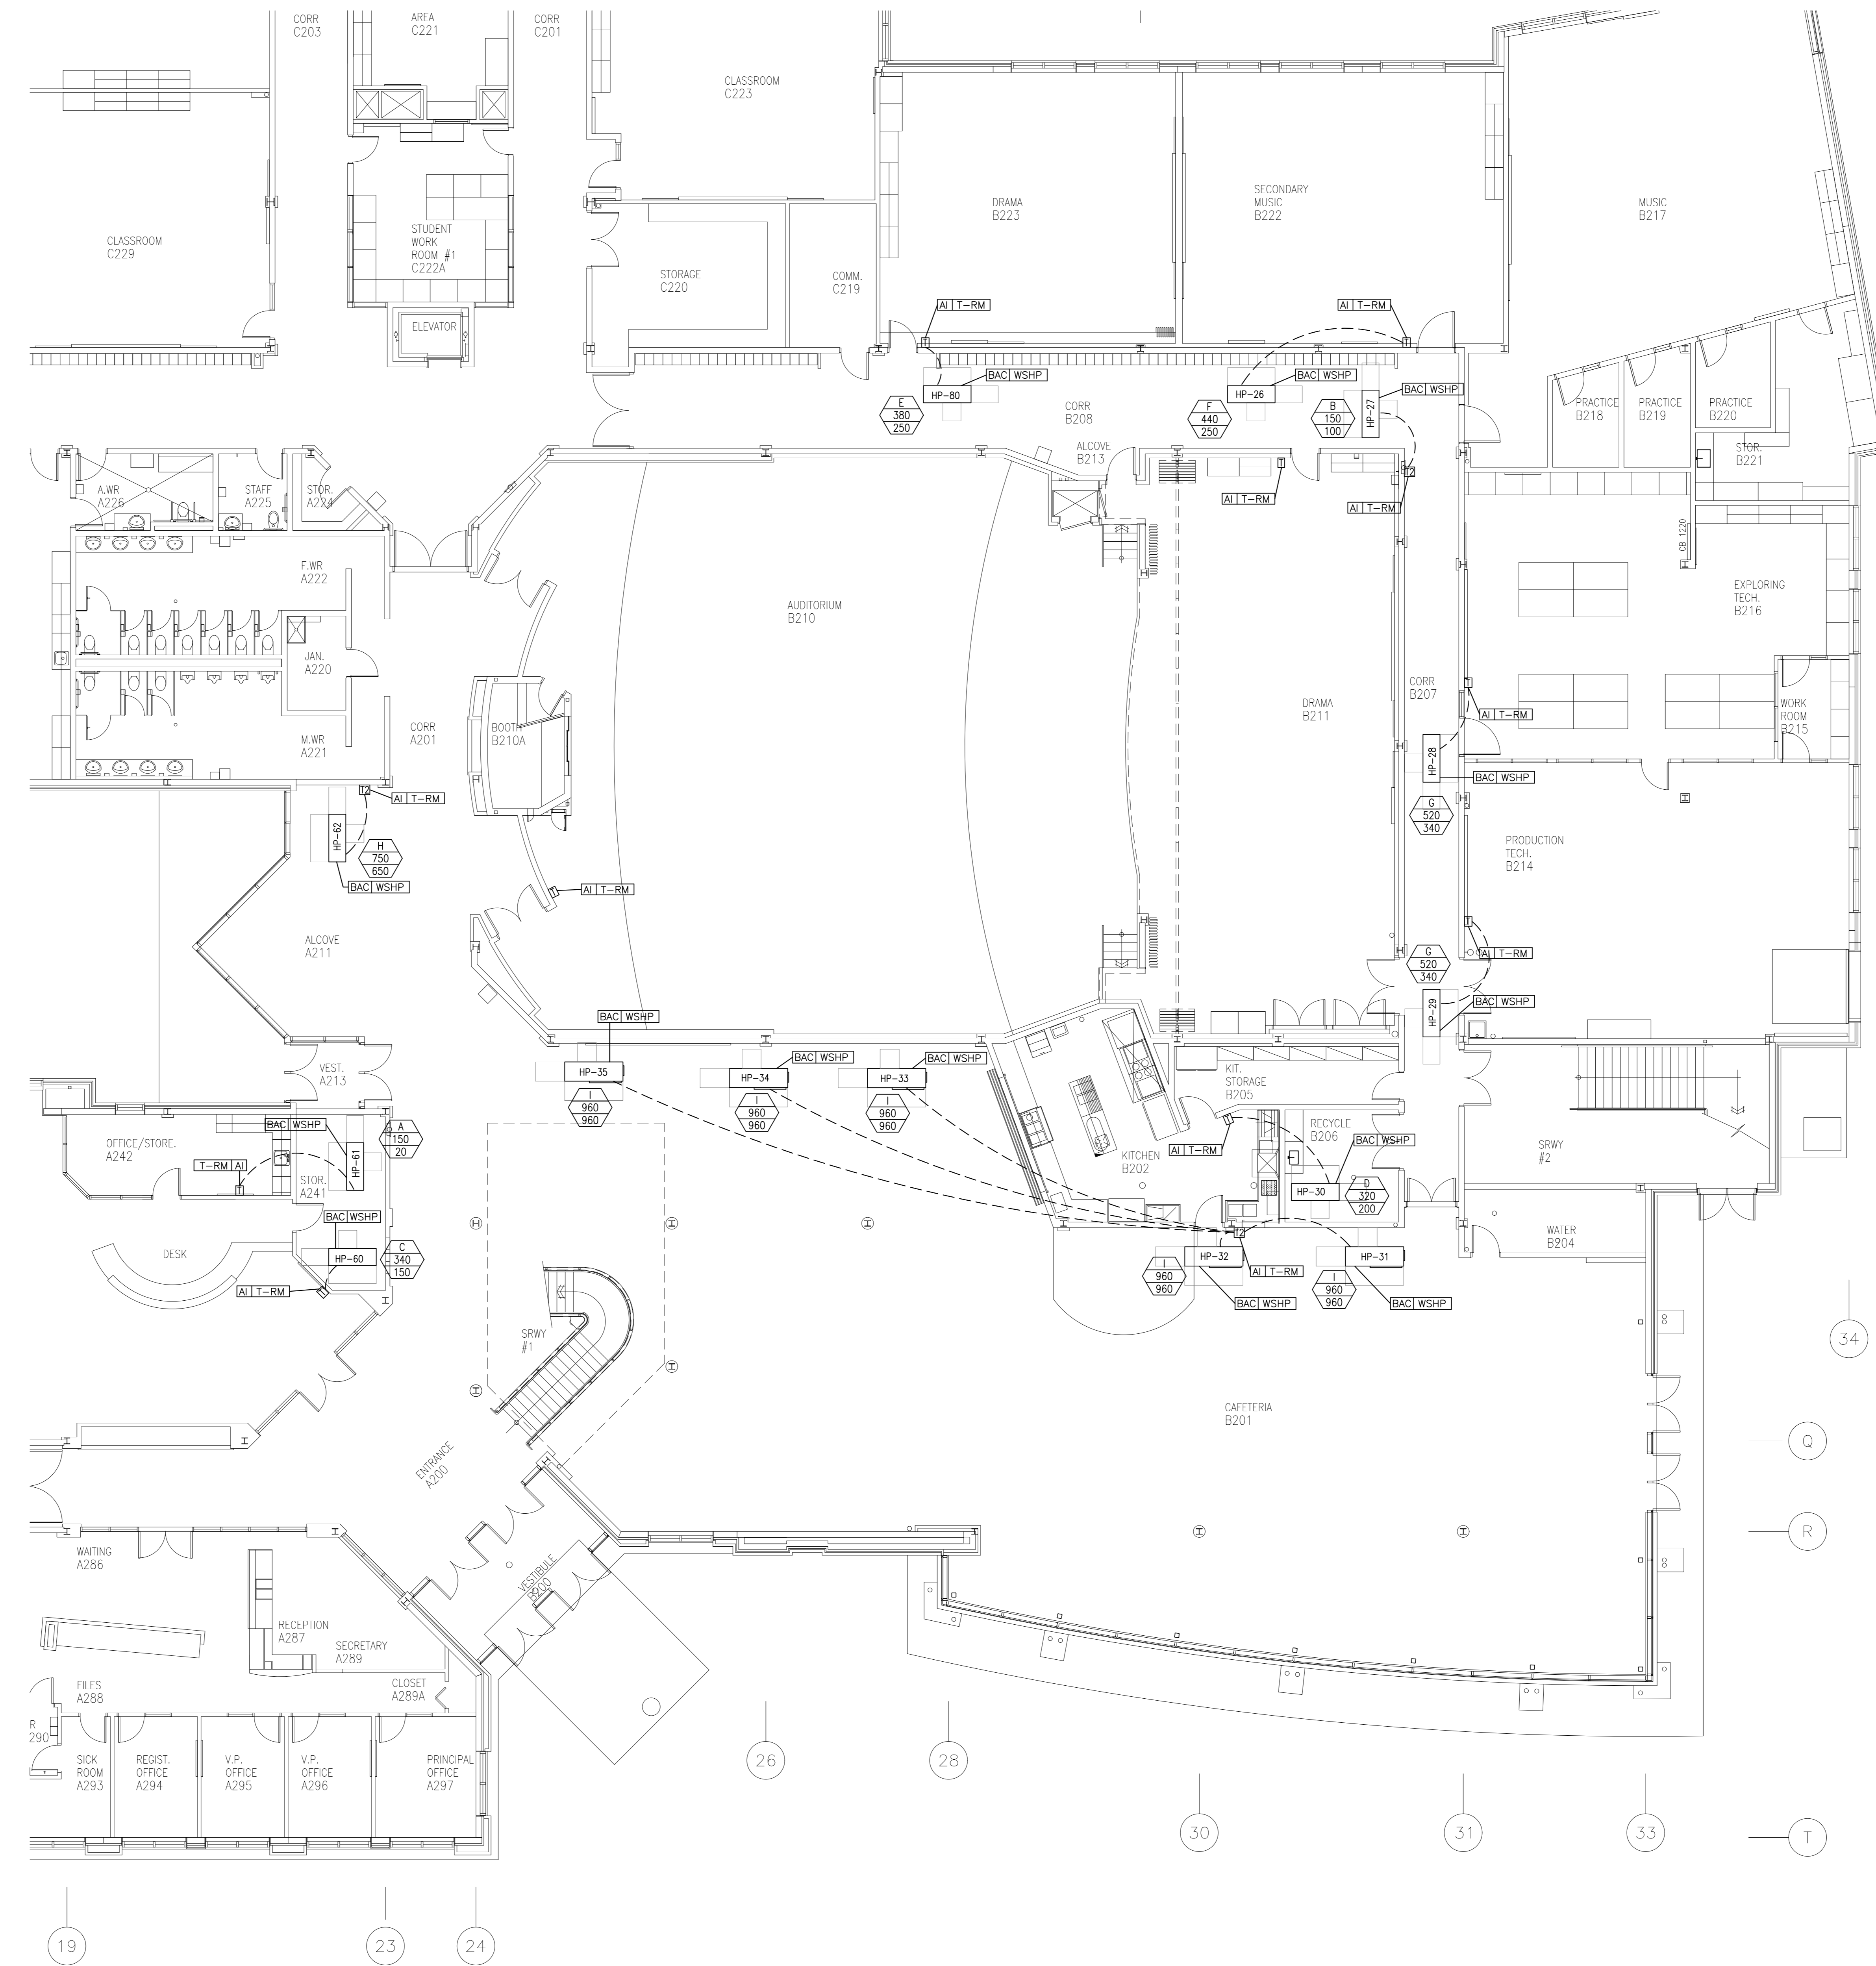 CORR
C203
AREA
C221
CORR
C201
CLASSROOM
C223
CLASSROOM
C229
STUDENT
WORK
ROOM #1
C222A
ELEVATOR
STORAGE
C220
COMM.
C219
DRAMA
B223
SECONDARY
MUSIC
B222
MUSIC
B217
AI T-RM
AI T-RM
BAC WSHP
HP-80
E
380
250
CORR
B208
BAC WSHP
HP-26
F
440
250
BAC WSHP
HP-27
B
150
100
PRACTICE
B218
PRACTICE
B219
PRACTICE
B220
STOR.
B221
ALCOVE
B213
T
AI T-RM
T2
AI T-RM
A.WR
A226
STAFF
A225
STOR.
A224
F.WR
A222
JAN.
A220
M.WR
A221
CORR
A201
BOOTH
B210A
AUDITORIUM
B210
DRAMA
B211
CORR
B207
CB 1220
EXPLORING
TECH.
B216
WORK
ROOM
B215
T
AI T-RM
HP-28
BAC WSHP
G
520
340
PRODUCTION
TECH.
B214
T2
AI T-RM
HP-62
H
750
650
BAC WSHP
T
AI T-RM
ALCOVE
A211
T
AI T-RM
G
520
340
HP-29
BAC WSHP
VEST.
A213
BAC WSHP
HP-35
I
960
960
BAC WSHP
HP-34
I
960
960
BAC WSHP
HP-33
I
960
960
KIT.
STORAGE
B205
RECYCLE
B206
KITCHEN
B202
T
AI T-RM
BAC WSHP
HP-30
D
320
200
SRWY
#2
WATER
B204
OFFICE/STORE.
A242
BAC WSHP
HP-61
A
150
20
T-RM AI
T
STOR.
A241
BAC WSHP
HP-60
C
340
150
AI T-RM
T
DESK
T2
AI T-RM
HP-32
I
960
960
BAC WSHP
HP-31
I
960
960
BAC WSHP
SRWY
#1
CAFETERIA
B201
ENTRANCE
A200
VESTIBULE
B200
WAITING
A286
RECEPTION
A287
SECRETARY
A289
FILES
A288
CLOSET
A289A
R
290
SICK
ROOM
A293
REGIST.
OFFICE
A294
V.P.
OFFICE
A295
V.P.
OFFICE
A296
PRINCIPAL
OFFICE
A297
34
Q
R
T
26
28
30
31
33
19
23
24